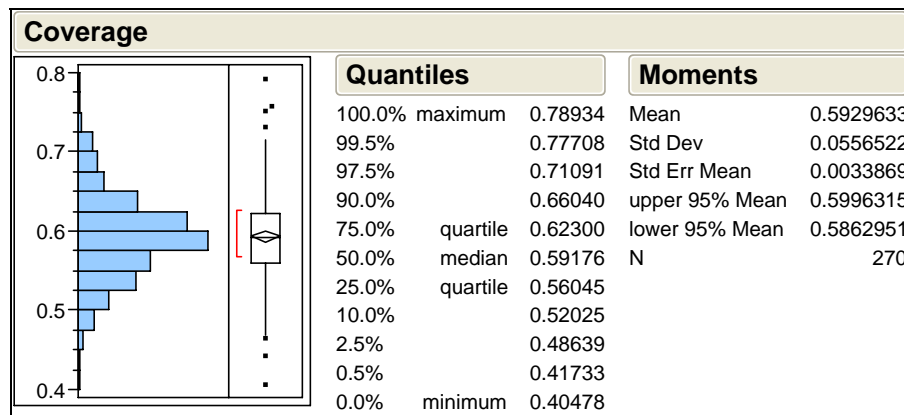 Coverage
0.8
0.7
0.6
0.5
0.4
Quantiles
100.0% maximum 0.78934
99.5% 0.77708
97.5% 0.71091
90.0% 0.66040
75.0% quartile 0.62300
50.0% median 0.59176
25.0% quartile 0.56045
10.0% 0.52025
2.5% 0.48639
0.5% 0.41733
0.0% minimum 0.40478
Moments
Mean 0.5929633
Std Dev 0.0556522
Std Err Mean 0.0033869
upper 95% Mean 0.5996315
lower 95% Mean 0.5862951
N 270